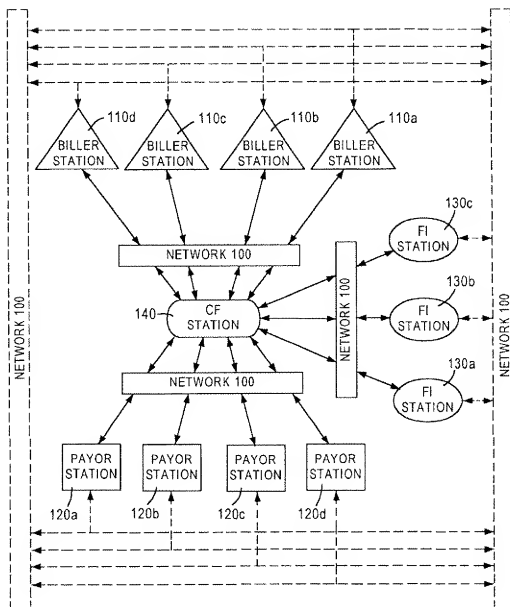 110d
110c
110b
110a
BILLER
STATION
BILLER
STATION
BILLER
STATION
BILLER
STATION
130c
FI
STATION
NETWORK 100
140
CF
STATION
NETWORK 100
130b
FI
STATION
NETWORK 100
130a
FI
STATION
NETWORK 100
NETWORK 100
PAYOR
STATION
PAYOR
STATION
PAYOR
STATION
PAYOR
STATION
120a
120b
120c
120d